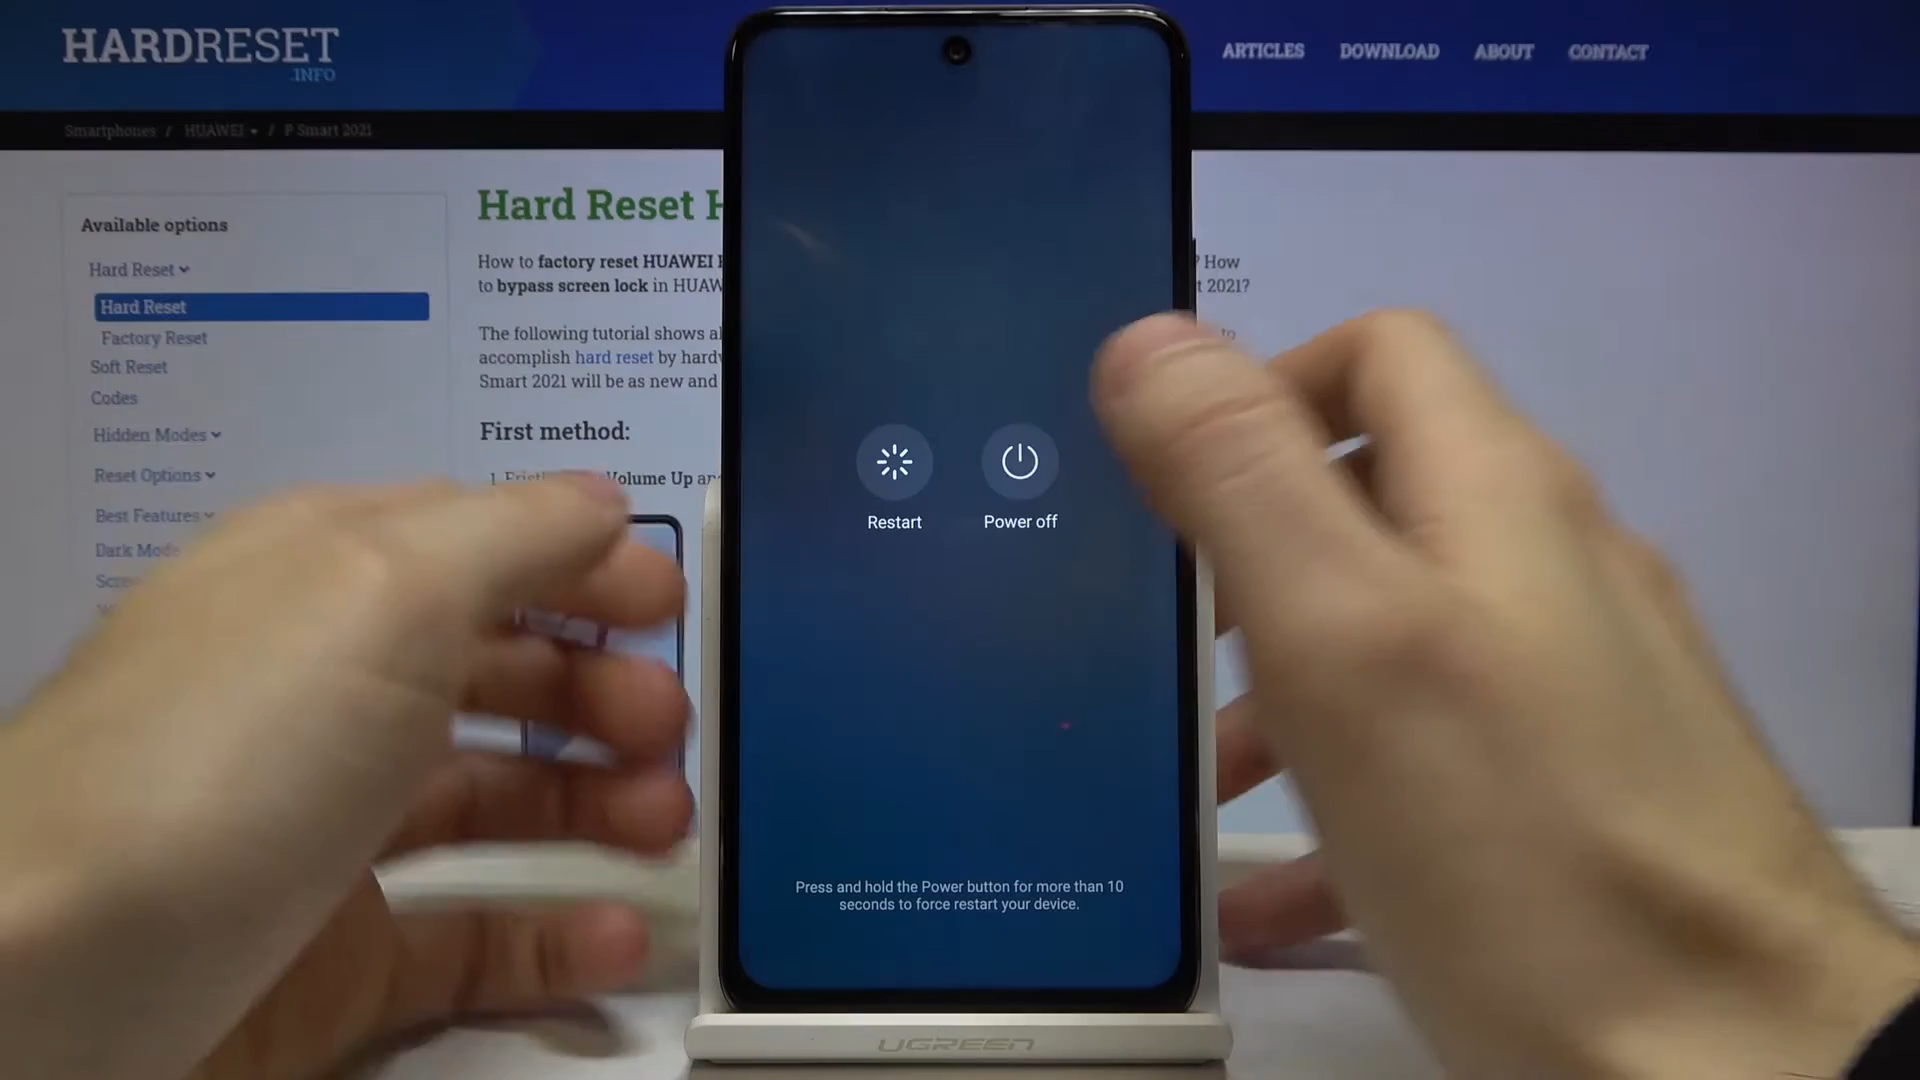 HARDRESET
.INFO
ARTICLES DOWNLOAD ABOUT CONTACT
Smartphones / HUAWEI / P Smart 2021
Available options
Hard Reset
Hard Reset
Factory Reset
Soft Reset
Codes
Hidden Modes
Reset Options
Best Features
Dark Mode
Hard Reset
How to factory reset HUAWEI ? How
to bypass screen lock in 2021?
The following tutorial shows to
accomplish hard reset by
Smart 2021 will be as new and
First method:
1. Volume Up
Restart
Power off
Press and hold the Power button for more than 10
seconds to force restart your device.
UGREEN